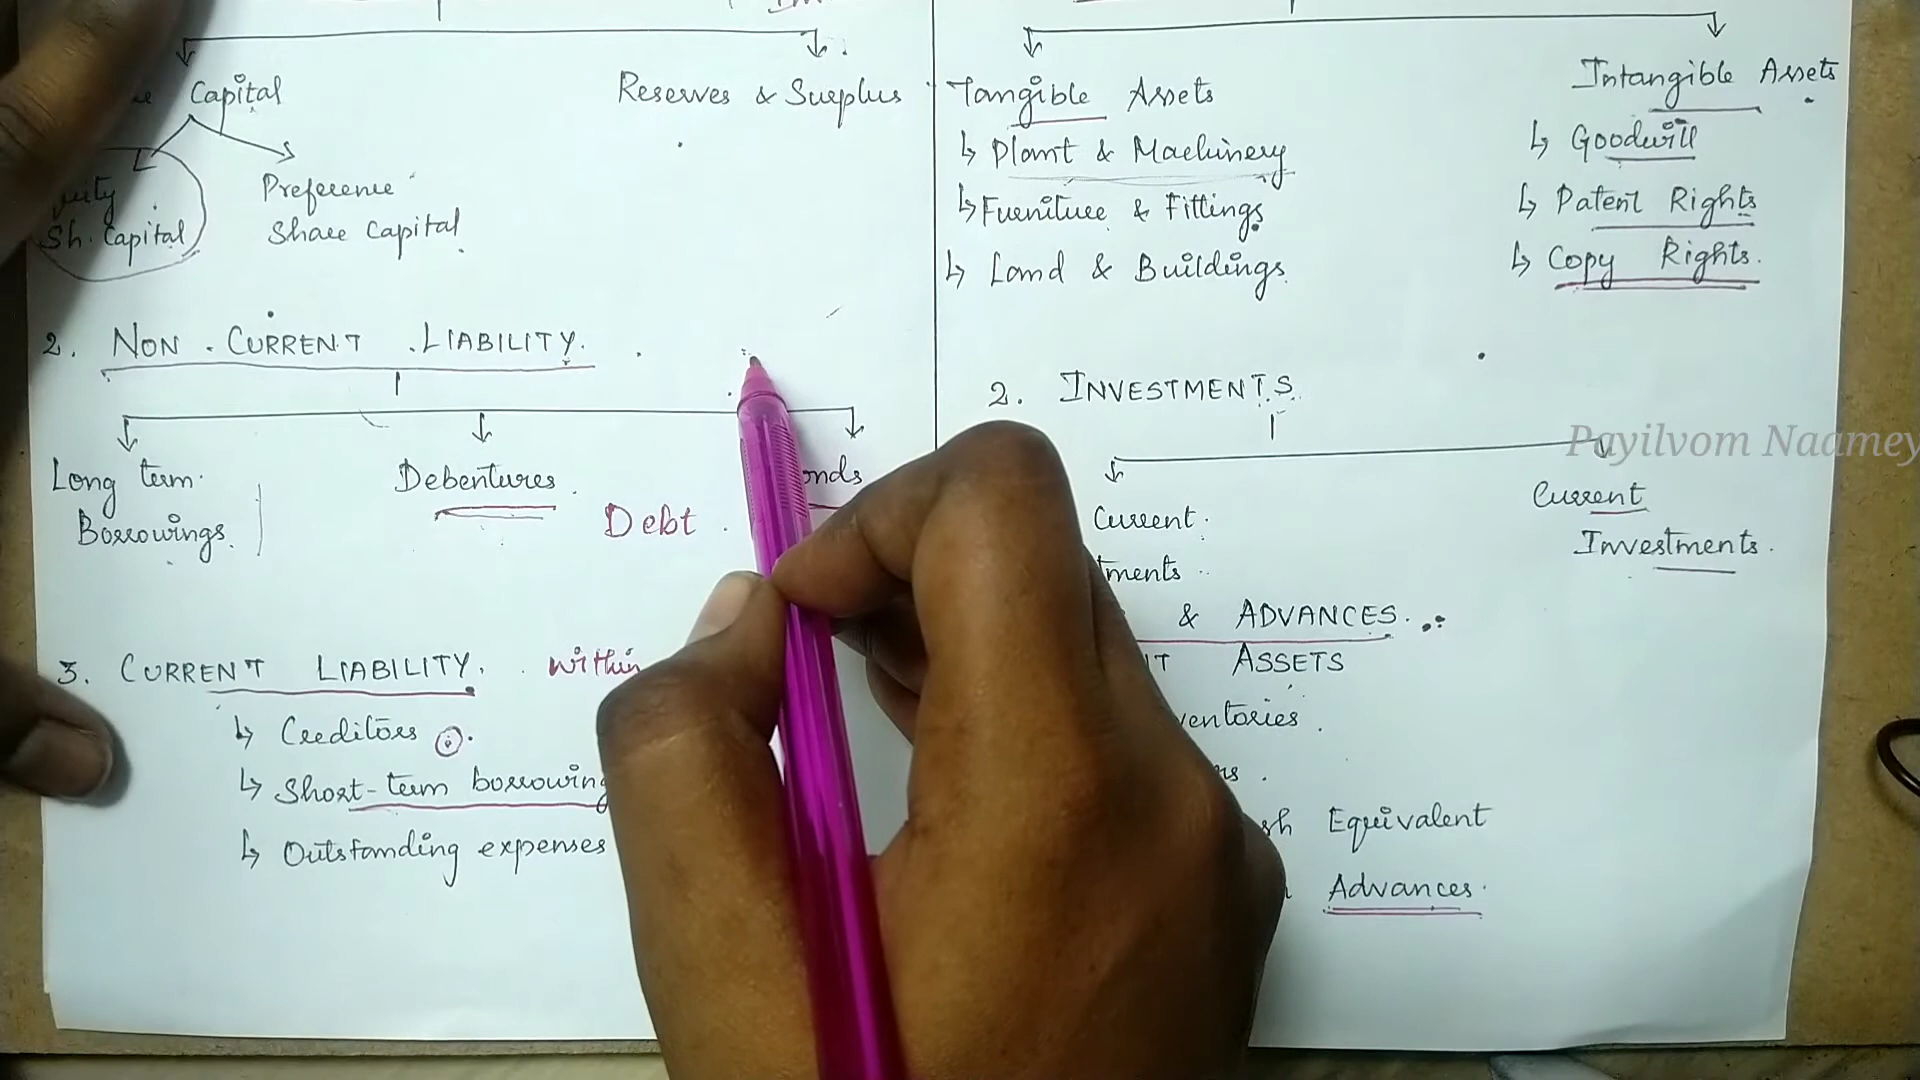 Capital
Reserves & Surplus
Preference
Share Capital
Sh. Capital
2. NON-CURRENT LIABILITY.
Long term
Borrowings.
Debentures
Debt
3. CURRENT LIABILITY. within
↳ Creditors
↳ Short-term borrowing
↳ Outstanding expenses
Tangible Assets
↳ Plant & Machinery
↳ Furniture & Fittings
↳ Land & Buildings
Intangible Assets
↳ Goodwill
↳ Patent Rights
↳ Copy Rights.
2. INVESTMENTS
Payilvom Naamey
Current
Current
Investments.
& ADVANCES.
ASSETS
Equivalent
Advances.